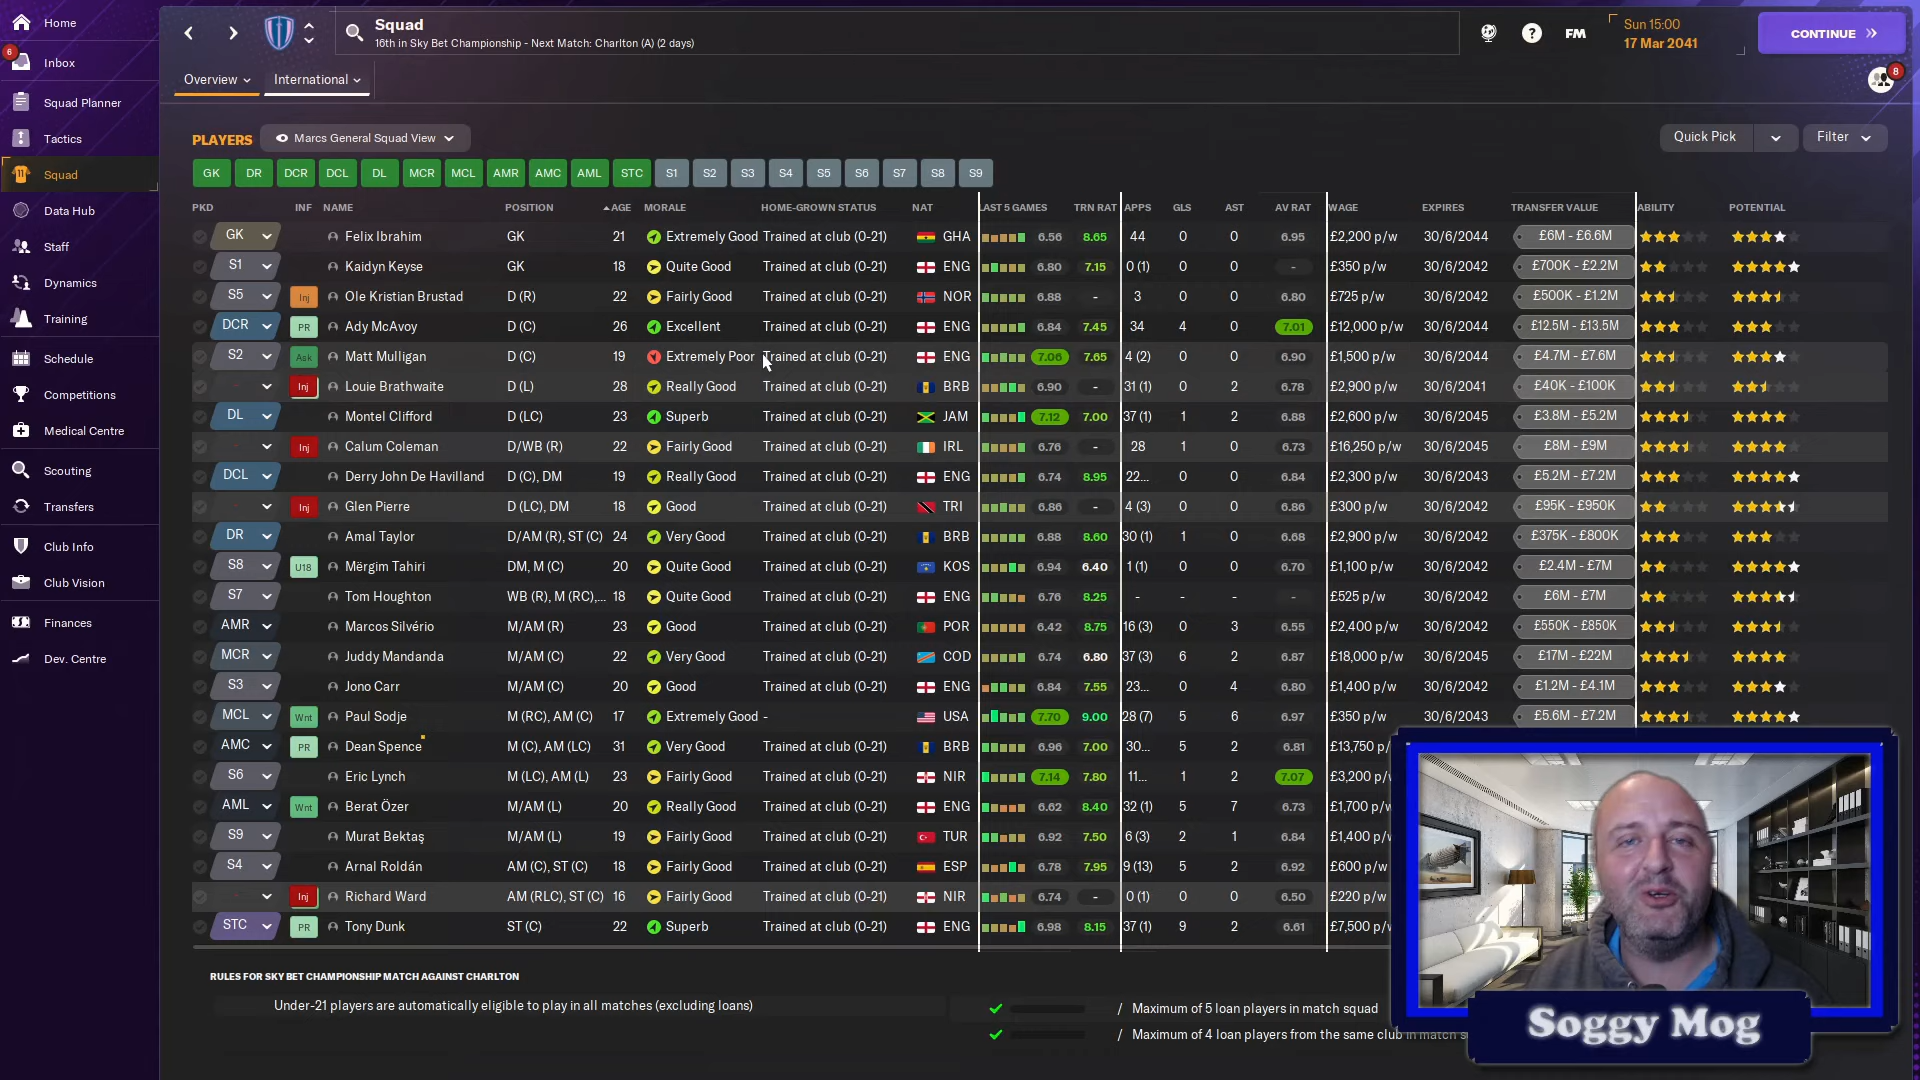 Home
Squad
16th in Sky Bet Championship - Next Match: Charlton (A) (2 days)
FM
Sun 15:00
17 Mar 2041
CONTINUE
6
Inbox
Overview
International
8
Squad Planner
Tactics
Squad
Data Hub
Staff
Dynamics
Training
Schedule
Competitions
Medical Centre
Scouting
Transfers
Club Info
Club Vision
Finances
Dev. Centre
PLAYERS
Marcs General Squad View
Quick Pick
Filter
GK DR DCR DCL DL MCR MCL AMR AMC AML STC S1 S2 S3 S4 S5 S6 S7 S8 S9
PKD INF NAME POSITION AGE MORALE HOME-GROWN STATUS NAT LAST 5 GAMES TRN RAT APPS GLS AST AV RAT WAGE EXPIRES TRANSFER VALUE ABILITY POTENTIAL
GK Felix Ibrahim GK 21 Extremely Good Trained at club (0-21) GHA 6.56 8.65 44 0 0 6.95 £2,200 p/w 30/6/2044 £6M - £6.6M
S1 Kaidyn Keyse GK 18 Quite Good Trained at club (0-21) ENG 6.80 7.15 0 (1) 0 0 - £350 p/w 30/6/2042 £700K - £2.2M
S5 Inj Ole Kristian Brustad D (R) 22 Fairly Good Trained at club (0-21) NOR 6.88 - 3 0 0 6.80 £725 p/w 30/6/2042 £500K - £1.2M
DCR PR Ady McAvoy D (C) 26 Excellent Trained at club (0-21) ENG 6.84 7.45 34 4 0 7.01 £12,000 p/w 30/6/2044 £12.5M - £13.5M
S2 Ask Matt Mulligan D (C) 19 Extremely Poor Trained at club (0-21) ENG 7.06 7.65 4 (2) 0 0 6.90 £1,500 p/w 30/6/2044 £4.7M - £7.6M
- Inj Louie Brathwaite D (L) 28 Really Good Trained at club (0-21) BRB 6.90 - 31 (1) 0 2 6.78 £2,900 p/w 30/6/2041 £40K - £100K
DL Montel Clifford D (LC) 23 Superb Trained at club (0-21) JAM 7.12 7.00 37 (1) 1 2 6.88 £2,600 p/w 30/6/2045 £3.8M - £5.2M
- Inj Calum Coleman D/WB (R) 22 Fairly Good Trained at club (0-21) IRL 6.76 - 28 1 0 6.73 £16,250 p/w 30/6/2045 £8M - £9M
DCL Derry John De Havilland D (C), DM 19 Really Good Trained at club (0-21) ENG 6.74 8.95 22... 0 0 6.84 £2,300 p/w 30/6/2043 £5.2M - £7.2M
- Inj Glen Pierre D (LC), DM 18 Good Trained at club (0-21) TRI 6.86 - 4 (3) 0 0 6.86 £300 p/w 30/6/2042 £95K - £950K
DR Amal Taylor D/AM (R), ST (C) 24 Very Good Trained at club (0-21) BRB 6.88 8.60 30 (1) 1 0 6.68 £2,900 p/w 30/6/2042 £375K - £800K
S8 U18 Mërgim Tahiri DM, M (C) 20 Quite Good Trained at club (0-21) KOS 6.94 6.40 1 (1) 0 0 6.70 £1,100 p/w 30/6/2042 £2.4M - £7M
S7 Tom Houghton WB (R), M (RC),... 18 Quite Good Trained at club (0-21) ENG 6.76 8.25 - - - - £525 p/w 30/6/2042 £6M - £7M
AMR Marcos Silvério M/AM (R) 23 Good Trained at club (0-21) POR 6.42 8.75 16 (3) 0 3 6.55 £2,400 p/w 30/6/2042 £550K - £850K
MCR Juddy Mandanda M/AM (C) 22 Very Good Trained at club (0-21) COD 6.74 6.80 37 (3) 6 2 6.87 £18,000 p/w 30/6/2045 £17M - £22M
S3 Jono Carr M/AM (C) 20 Good Trained at club (0-21) ENG 6.84 7.55 23... 0 4 6.80 £1,400 p/w 30/6/2042 £1.2M - £4.1M
MCL Wnt Paul Sodje M (RC), AM (C) 17 Extremely Good - USA 7.70 9.00 28 (7) 5 6 6.97 £350 p/w 30/6/2043 £5.6M - £7.2M
AMC PR Dean Spence M (C), AM (LC) 31 Very Good Trained at club (0-21) BRB 6.96 7.00 30... 5 2 6.81 £13,750 p/
S6 Eric Lynch M (LC), AM (L) 23 Fairly Good Trained at club (0-21) NIR 7.14 7.80 11... 1 2 7.07 £3,200 p/
AML Wnt Berat Özer M/AM (L) 20 Really Good Trained at club (0-21) ENG 6.62 8.40 32 (1) 5 7 6.73 £1,700 p/
S9 Murat Bektaş M/AM (L) 19 Fairly Good Trained at club (0-21) TUR 6.92 7.50 6 (3) 2 1 6.84 £1,400 p/
S4 Arnal Roldán AM (C), ST (C) 18 Fairly Good Trained at club (0-21) ESP 6.78 7.95 9 (13) 5 2 6.92 £600 p/w
- Inj Richard Ward AM (RLC), ST (C) 16 Fairly Good Trained at club (0-21) NIR 6.74 - 0 (1) 0 0 6.50 £220 p/w
STC PR Tony Dunk ST (C) 22 Superb Trained at club (0-21) ENG 6.98 8.15 37 (1) 9 2 6.61 £7,500 p/
RULES FOR SKY BET CHAMPIONSHIP MATCH AGAINST CHARLTON
Under-21 players are automatically eligible to play in all matches (excluding loans)
/ Maximum of 5 loan players in match squad
/ Maximum of 4 loan players from the same club in match s
Soggy Mog